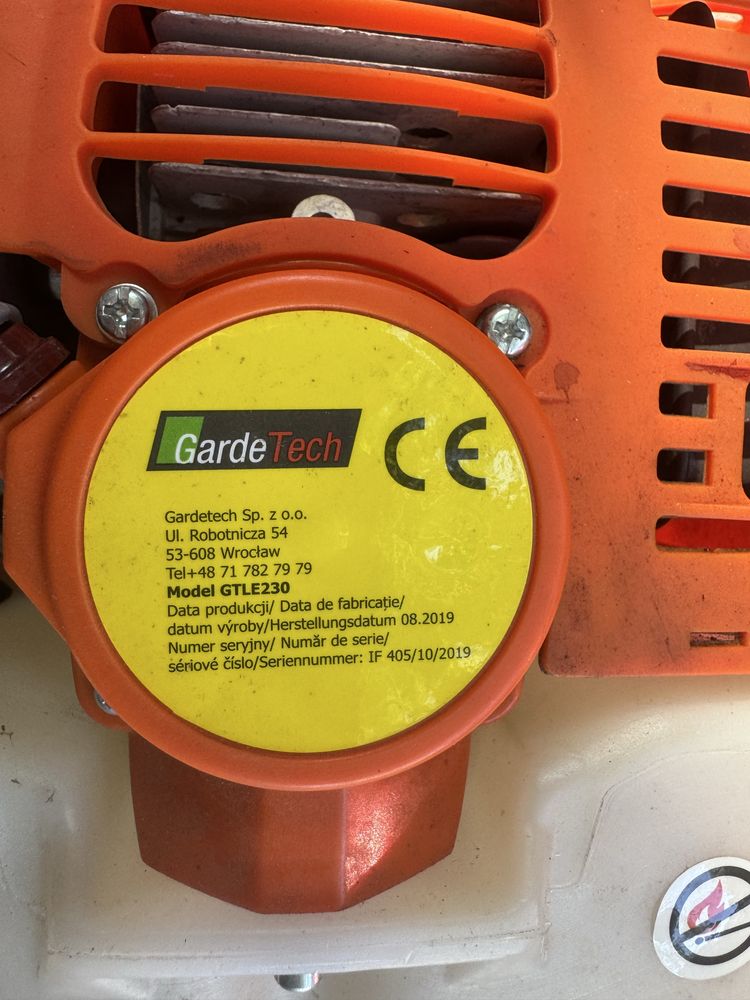 GardeTech
CE
Gardetech Sp. z o.o.
Ul. Robotnicza 54
53-608 Wrocław
Tel+48 71 782 79 79
Model GTLE230
Data produkcji/ Data de fabricație/
datum výroby/Herstellungsdatum 08.2019
Numer seryjny/ Număr de serie/
sériové číslo/Seriennummer: IF 405/10/2019